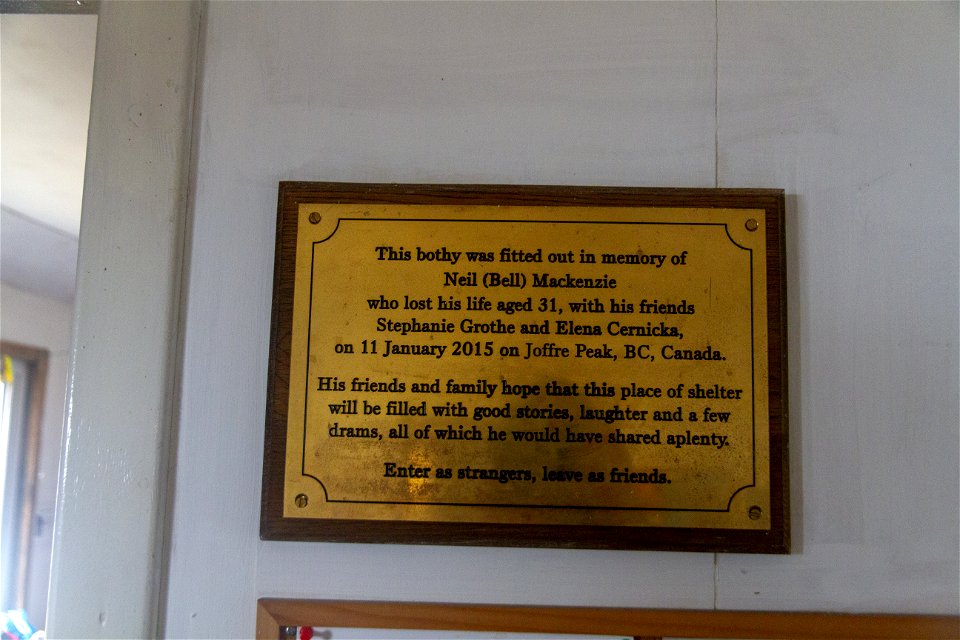 This bothy was fitted out in memory of
Neil (Bell) Mackenzie
who lost his life aged 31, with his friends
Stephanie Grothe and Elena Cernicka,
on 11 January 2015 on Joffre Peak, BC, Canada.
His friends and family hope that this place of shelter
will be filled with good stories, laughter and a few
drams, all of which he would have shared aplenty.
Enter as strangers, leave as friends.